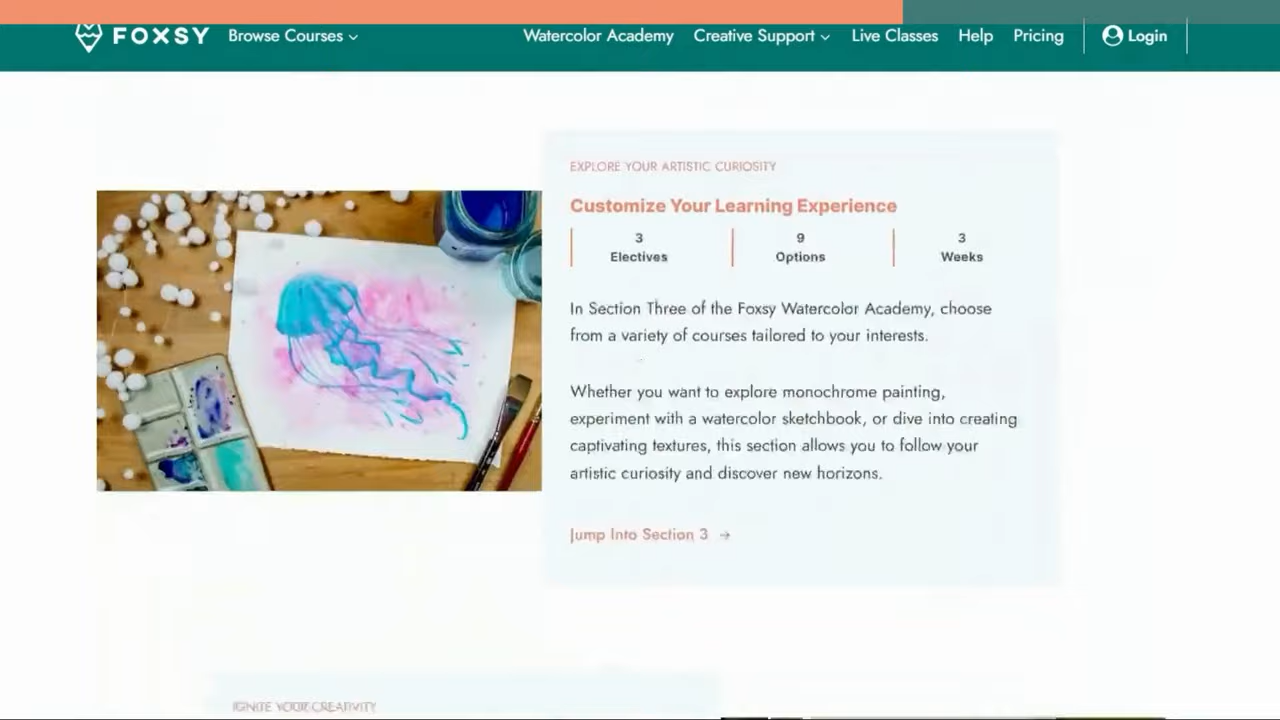 FOXSY Browse Courses Watercolor Academy Creative Support Live Classes Help Pricing Login
EXPLORE YOUR ARTISTIC CURIOSITY
Customize Your Learning Experience
3 9 3
Electives Options Weeks
In Section Three of the Foxsy Watercolor Academy, choose
from a variety of courses tailored to your interests.
Whether you want to explore monochrome painting,
experiment with a watercolor sketchbook, or dive into creating
captivating textures, this section allows you to follow your
artistic curiosity and discover new horizons.
Jump Into Section 3 →
IGNITE YOUR CREATIVITY